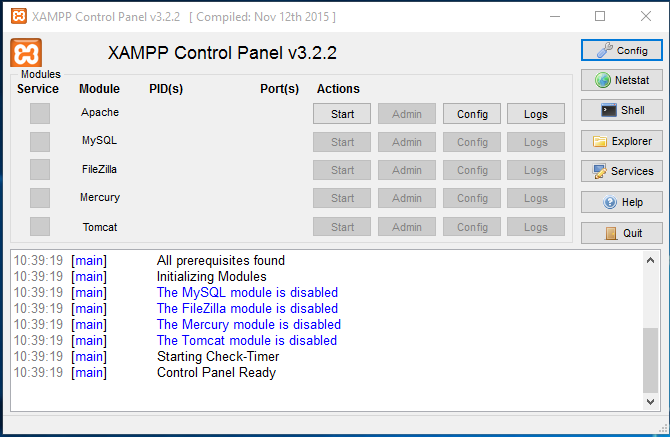 XAMPP Control Panel v3.2.2 [ Compiled: Nov 12th 2015 ]
XAMPP Control Panel v3.2.2
Config
Modules
Service Module PID(s) Port(s) Actions
Netstat
Apache Start Admin Config Logs
Shell
MySQL Start Admin Config Logs
Explorer
FileZilla Start Admin Config Logs
Services
Mercury Start Admin Config Logs
Help
Tomcat Start Admin Config Logs
Quit
10:39:19 [main] All prerequisites found
10:39:19 [main] Initializing Modules
10:39:19 [main] The MySQL module is disabled
10:39:19 [main] The FileZilla module is disabled
10:39:19 [main] The Mercury module is disabled
10:39:19 [main] The Tomcat module is disabled
10:39:19 [main] Starting Check-Timer
10:39:19 [main] Control Panel Ready